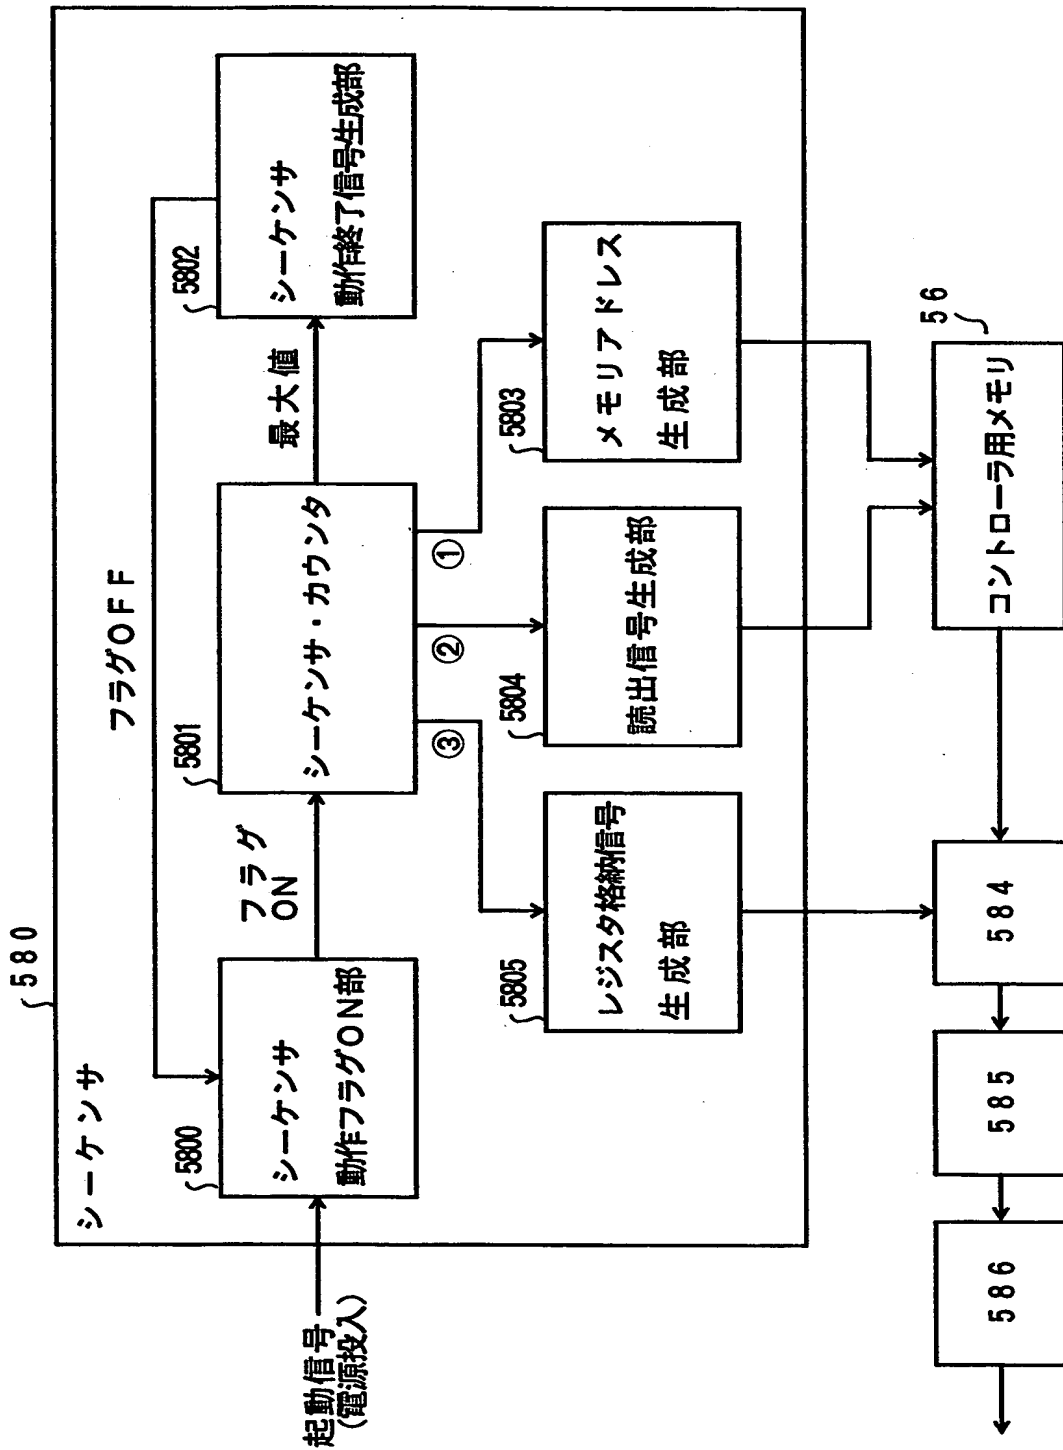 580
シーケンサ
フラグOFF
起動信号
(電源投入)
5800
シーケンサ
動作フラグON部
フラグ
ON
5801
シーケンサ・カウンタ
最大値
5802
シーケンサ
動作終了信号生成部
③
②
①
5805
レジスタ格納信号
生成部
5804
読出信号生成部
5803
メモリアドレス
生成部
586
585
584
コントローラ用メモリ
56